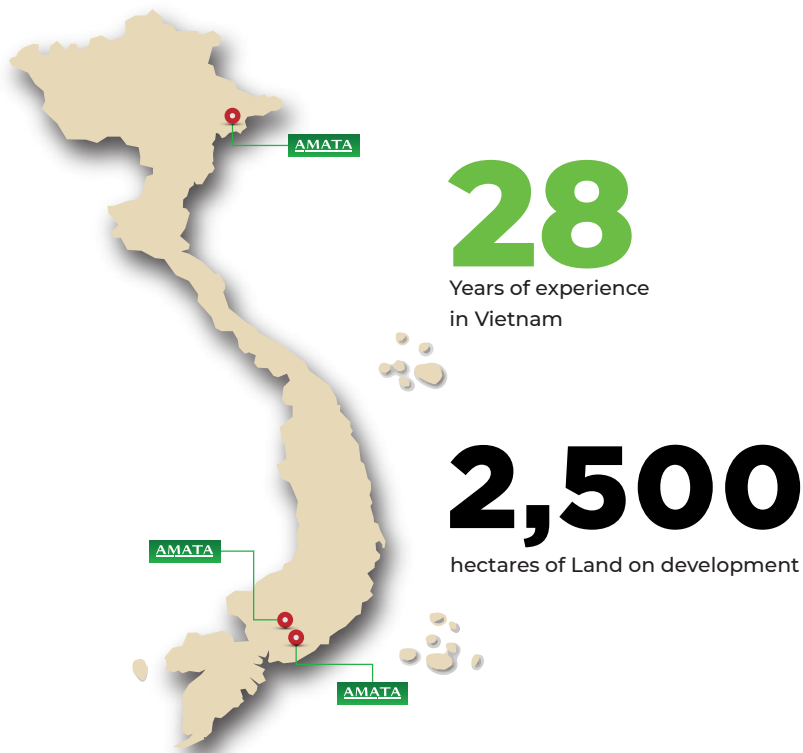 AMATA
28
Years of experience
in Vietnam
2,500
hectares of Land on development
AMATA
AMATA